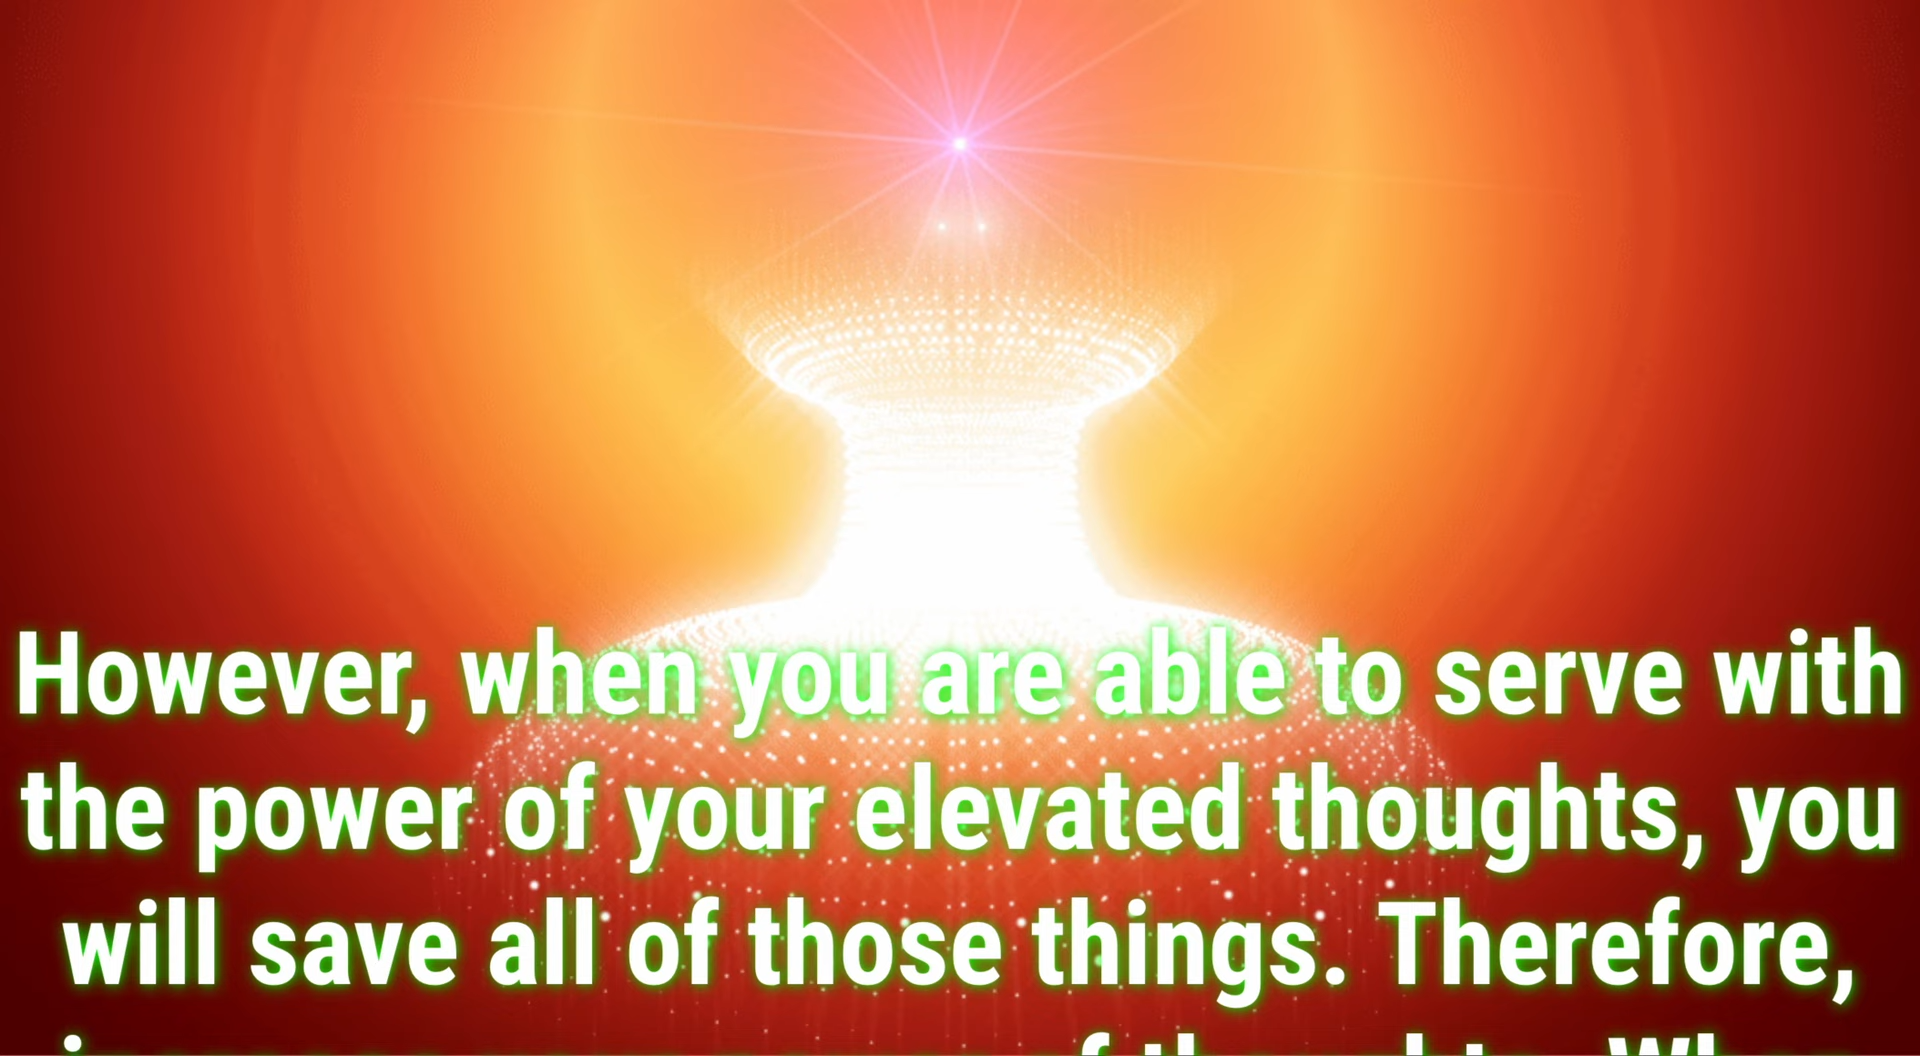 However, when you are able to serve with
the power of your elevated thoughts, you
will save all of those things. Therefore,